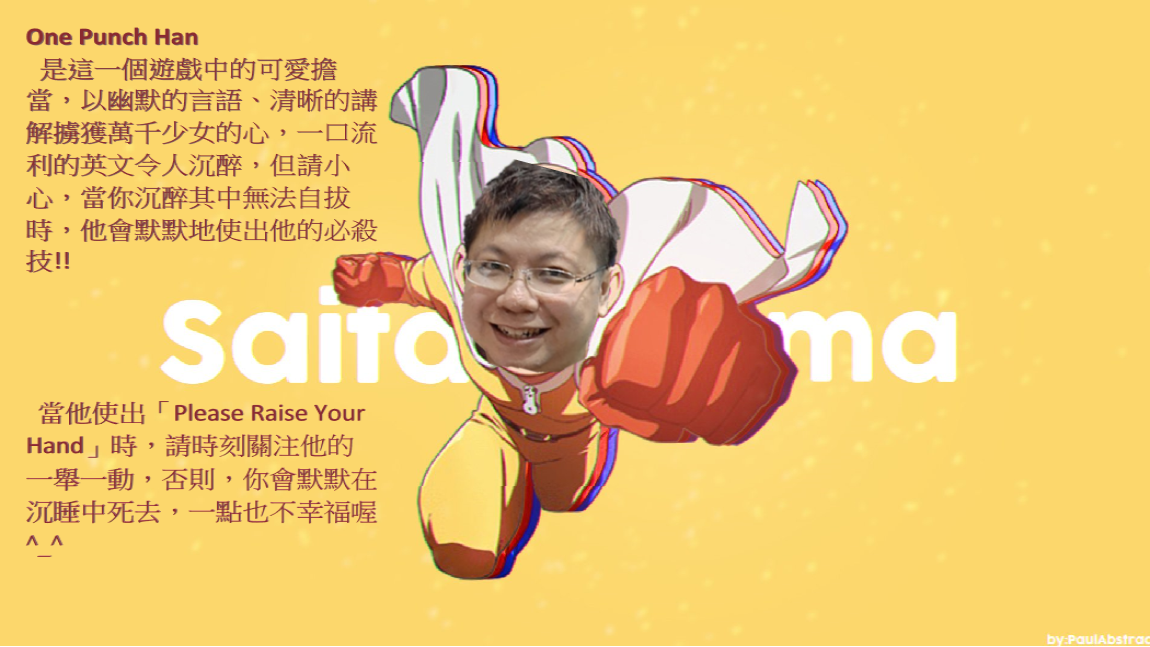 One Punch Han
是這一個遊戲中的可愛擔
當，以幽默的言語、清晰的講
解擄獲萬千少女的心，一口流
利的英文令人沉醉，但請小
心，當你沉醉其中無法自拔
時，他會默默地使出他的必殺
技!!
Saita ma
當他使出「Please Raise Your
Hand」時，請時刻關注他的
一舉一動，否則，你會默默在
沉睡中死去，一點也不幸福喔
^_^
by:PaulAbstrac